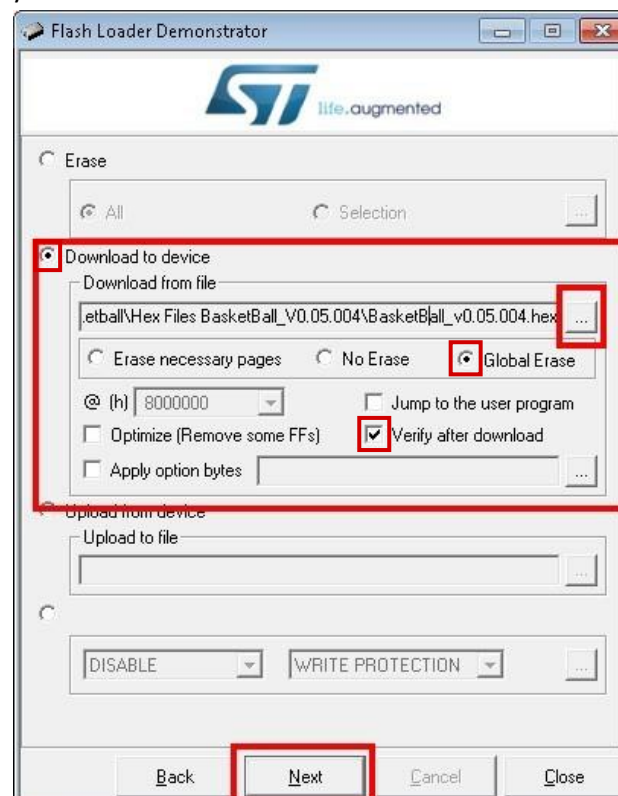 Flash Loader Demonstrator
ST life.augmented
Erase
All Selection ...
Download to device
Download from file
.etball\Hex Files BasketBall_V0.05.004\BasketBall_v0.05.004.hex ...
Erase necessary pages No Erase Global Erase
@ (h) 8000000 Jump to the user program
Optimize (Remove some FFs) Verify after download
Apply option bytes ...
Upload from device
Upload to file
...
DISABLE WRITE PROTECTION ...
Back Next Cancel Close